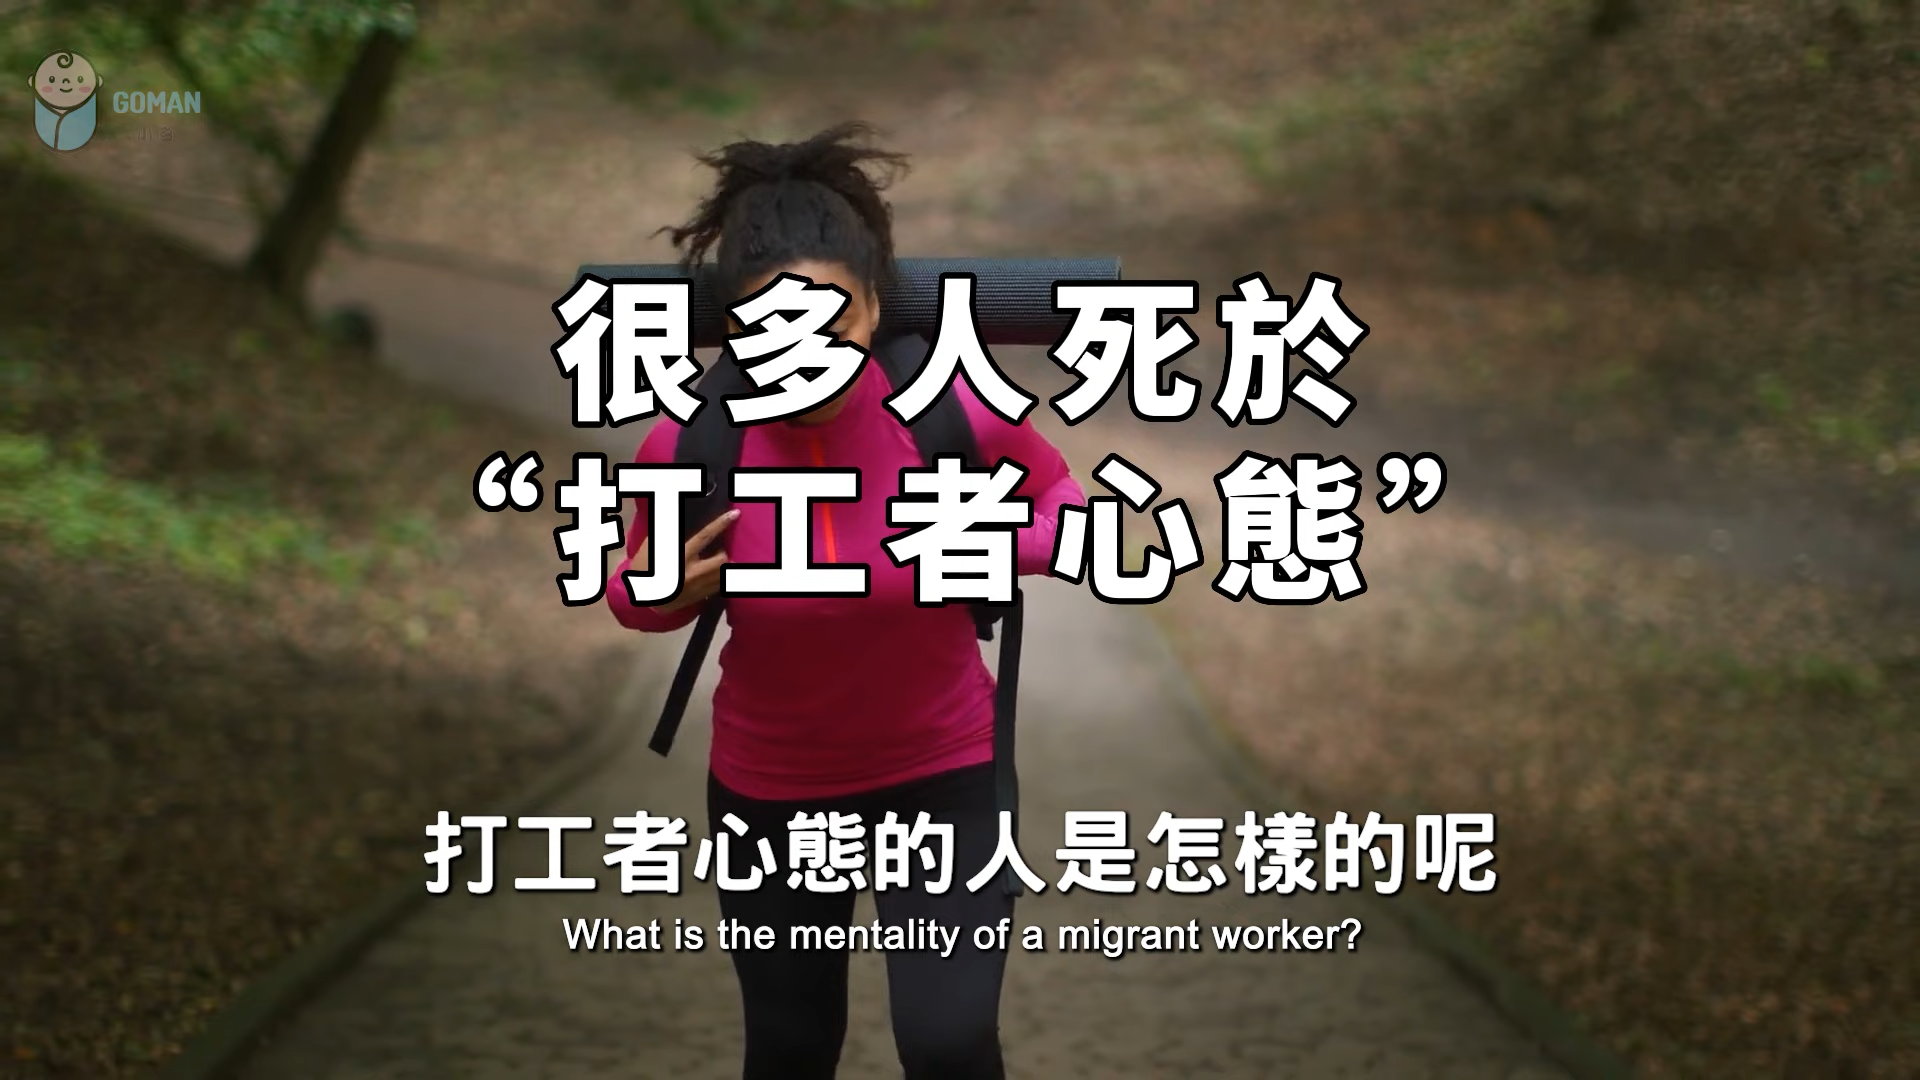 GOMAN
很多人死於
“打工者心態”
打工者心態的人是怎樣的呢
What is the mentality of a migrant worker?